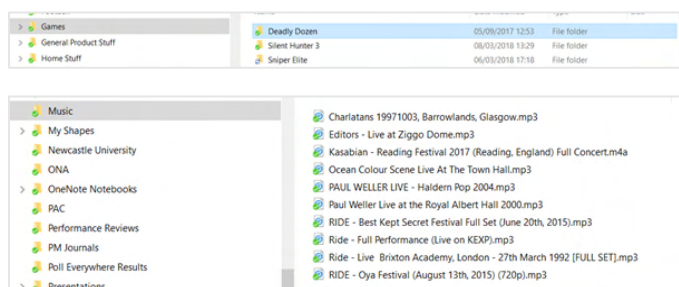 Games
General Product Stuff
Home Stuff
Deadly Dozen 05/09/2017 12:53 File folder
Silent Hunter 3 08/03/2018 13:29 File folder
Sniper Elite 06/03/2018 17:18 File folder
Music
My Shapes
Newcastle University
ONA
OneNote Notebooks
PAC
Performance Reviews
PM Journals
Poll Everywhere Results
Presentations
Charlatans 19971003, Barrowlands, Glasgow.mp3
Editors - Live at Ziggo Dome.mp3
Kasabian - Reading Festival 2017 (Reading, England) Full Concert.m4a
Ocean Colour Scene Live At The Town Hall.mp3
PAUL WELLER LIVE - Haldern Pop 2004.mp3
Paul Weller Live at the Royal Albert Hall 2000.mp3
RIDE - Best Kept Secret Festival Full Set (June 20th, 2015).mp3
Ride - Full Performance (Live on KEXP).mp3
Ride - Live  Brixton Academy, London - 27th March 1992 [FULL SET].mp3
RIDE - Oya Festival (August 13th, 2015) (720p).mp3